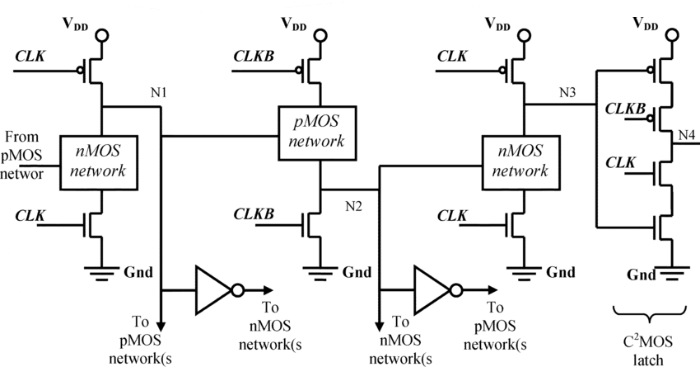 VDD
VDD
VDD
VDD
CLK
CLKB
CLK
N1
N3
pMOS
network
CLKB
N4
From
pMOS
networ
nMOS
network
nMOS
network
CLK
CLK
CLKB
CLK
N2
Gnd
Gnd
Gnd
Gnd
To
pMOS
network(s
To
nMOS
network(s
To
nMOS
network(s
To
pMOS
network(s
C²MOS
latch